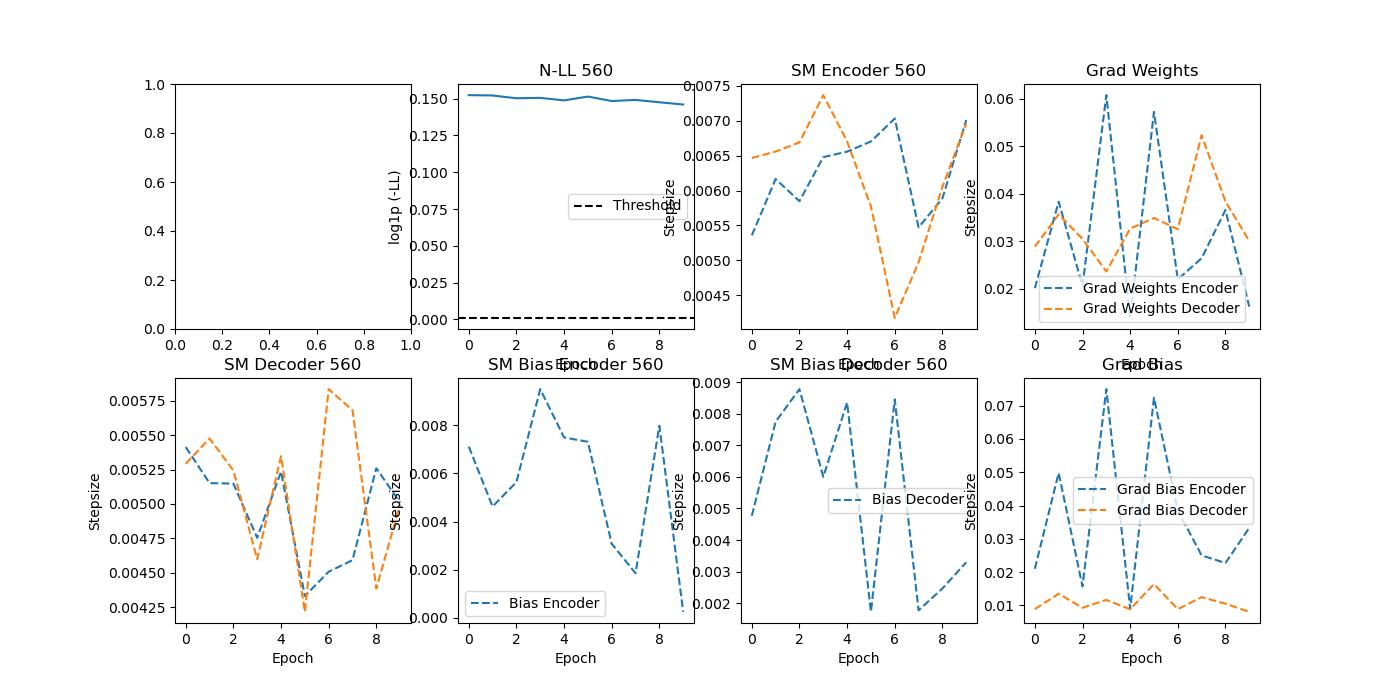 N-LL 560
SM Encoder 560
Grad Weights
1.0
0.8
0.6
0.4
0.2
0.0
0.0 0.2 0.4 0.6 0.8 1.0
log1p (-LL)
0.150
0.125
0.100
0.075
0.050
0.025
0.000
Threshold
0 2 4 6 8
Epoch
Stepsize
0.0075
0.0070
0.0065
0.0060
0.0055
0.0050
0.0045
0 2 4 6 8
Epoch
Stepsize
0.06
0.05
0.04
0.03
0.02
Grad Weights Encoder
Grad Weights Decoder
0 2 4 6 8
Epoch
SM Decoder 560
SM Bias Encoder 560
SM Bias Decoder 560
Grad Bias
Stepsize
0.00575
0.00550
0.00525
0.00500
0.00475
0.00450
0.00425
0 2 4 6 8
Epoch
Stepsize
0.008
0.006
0.004
0.002
0.000
Bias Encoder
0 2 4 6 8
Epoch
Stepsize
0.009
0.008
0.007
0.006
0.005
0.004
0.003
0.002
Bias Decoder
0 2 4 6 8
Epoch
Stepsize
0.07
0.06
0.05
0.04
0.03
0.02
0.01
Grad Bias Encoder
Grad Bias Decoder
0 2 4 6 8
Epoch